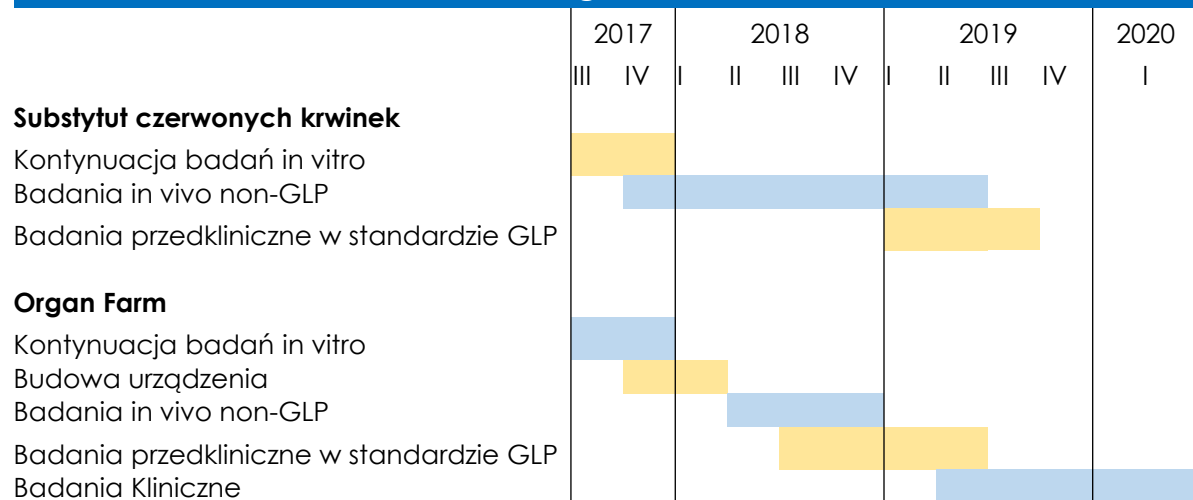 2017 2018 2019 2020
III IV I II III IV I II III IV I
Substytut czerwonych krwinek
Kontynuacja badań in vitro
Badania in vivo non-GLP
Badania przedkliniczne w standardzie GLP
Organ Farm
Kontynuacja badań in vitro
Budowa urządzenia
Badania in vivo non-GLP
Badania przedkliniczne w standardzie GLP
Badania Kliniczne